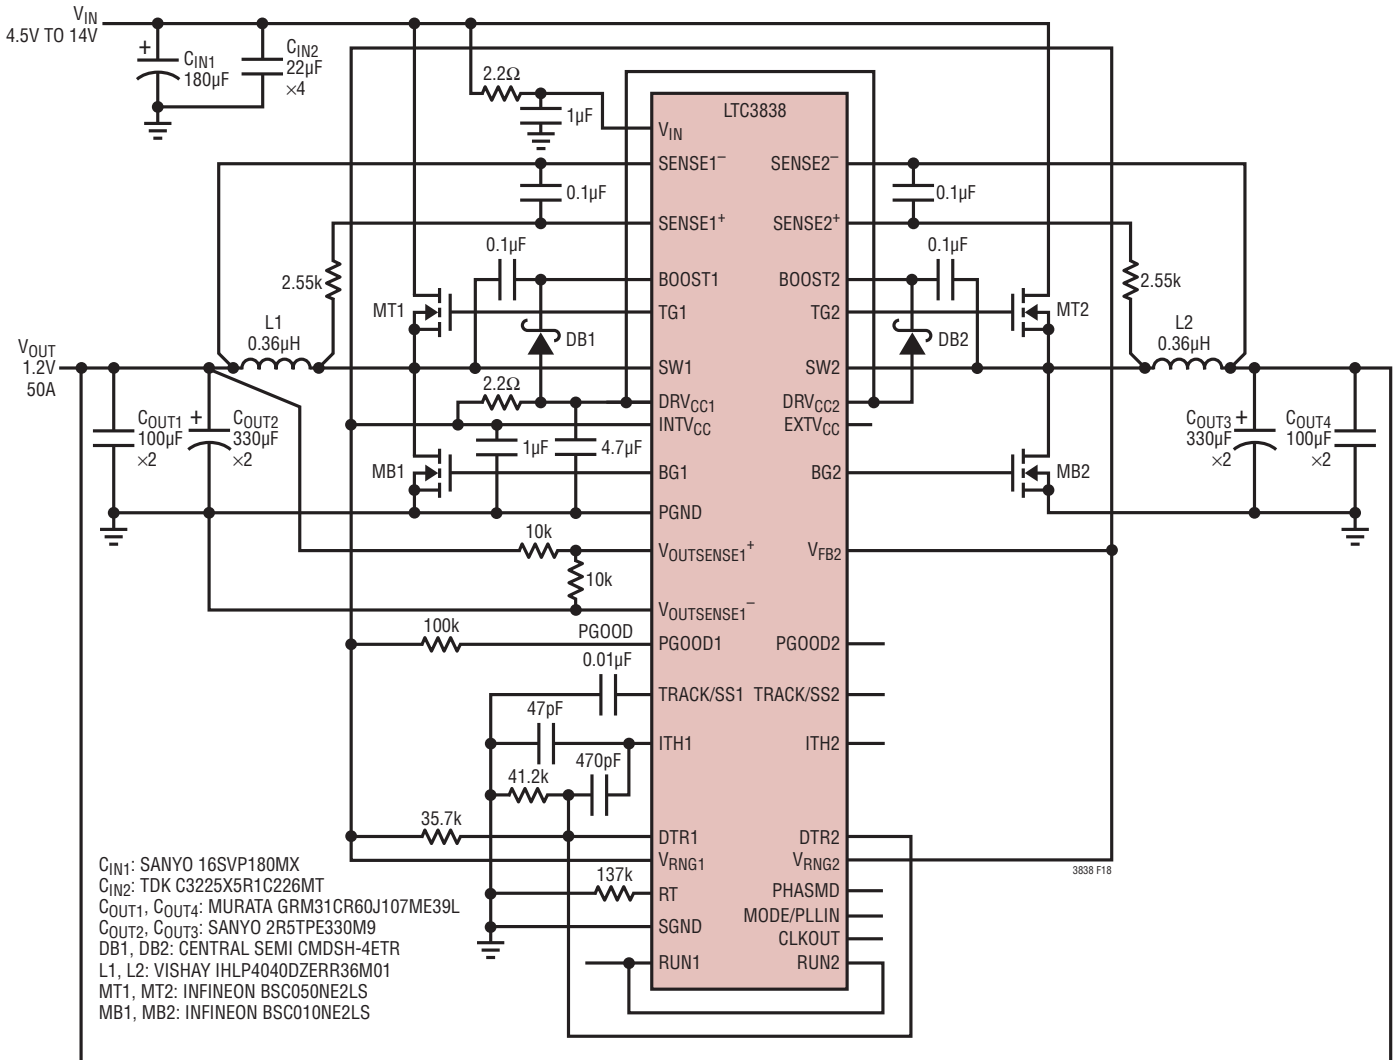 VIN
4.5V TO 14V
CIN1
180µF
CIN2
22µF
×4
2.2Ω
1µF
LTC3838
VIN
SENSE1–
SENSE2–
0.1µF
0.1µF
SENSE1+
SENSE2+
0.1µF
0.1µF
2.55k
BOOST1
BOOST2
2.55k
MT1
TG1
TG2
MT2
DB1
DB2
L1
0.36µH
L2
0.36µH
VOUT
1.2V
50A
SW1
SW2
2.2Ω
DRVCC1
DRVCC2
INTVCC
EXTVCC
COUT1
100µF
×2
COUT2
330µF
×2
1µF
4.7µF
COUT3
330µF
×2
COUT4
100µF
×2
MB1
BG1
BG2
MB2
PGND
10k
VOUTSENSE1+
VFB2
10k
VOUTSENSE1–
100k
PGOOD
PGOOD1
PGOOD2
0.01µF
TRACK/SS1
TRACK/SS2
47pF
ITH1
ITH2
470pF
41.2k
35.7k
DTR1
DTR2
VRNG1
VRNG2
3838 F18
137k
RT
PHASMD
MODE/PLLIN
SGND
CLKOUT
RUN1
RUN2
CIN1: SANYO 16SVP180MX
CIN2: TDK C3225X5R1C226MT
COUT1, COUT4: MURATA GRM31CR60J107ME39L
COUT2, COUT3: SANYO 2R5TPE330M9
DB1, DB2: CENTRAL SEMI CMDSH-4ETR
L1, L2: VISHAY IHLP4040DZERR36M01
MT1, MT2: INFINEON BSC050NE2LS
MB1, MB2: INFINEON BSC010NE2LS